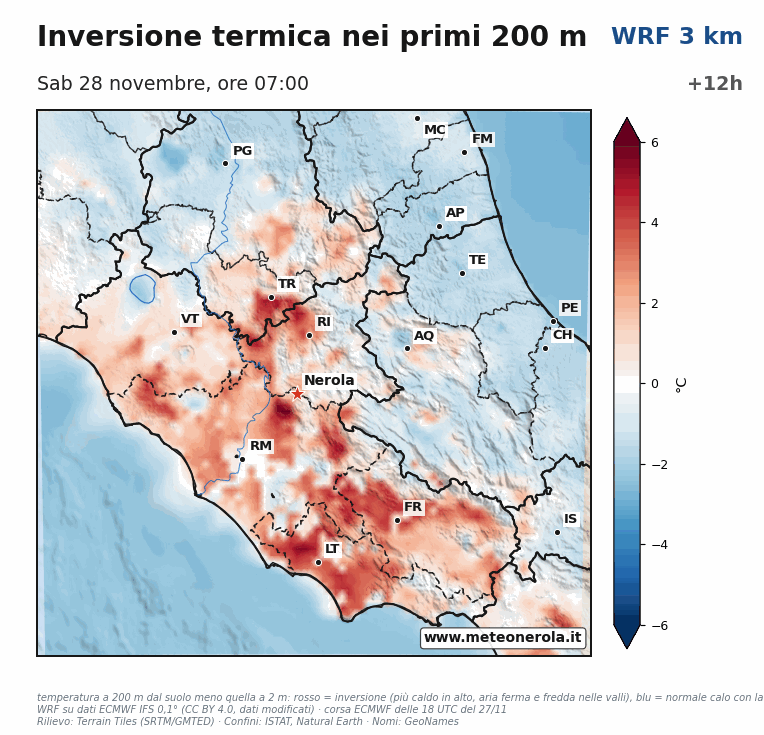 Inversione termica nei primi 200 m WRF 3 km
Sab 28 novembre, ore 07:00 +12h
MC
FM
PG
AP
TE
TR
PE
VT
RI
AQ
CH
Nerola
RM
FR
IS
LT
www.meteonerola.it
6
4
2
0
−2
−4
−6
°C
temperatura a 200 m dal suolo meno quella a 2 m: rosso = inversione (più caldo in alto, aria ferma e fredda nelle valli), blu = normale calo con la
WRF su dati ECMWF IFS 0,1° (CC BY 4.0, dati modificati) · corsa ECMWF delle 18 UTC del 27/11
Rilievo: Terrain Tiles (SRTM/GMTED) · Confini: ISTAT, Natural Earth · Nomi: GeoNames